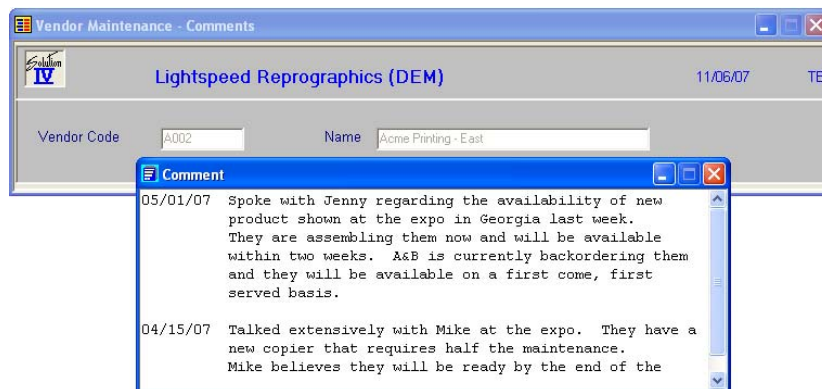 Vendor Maintenance - Comments
Solution
IV
Lightspeed Reprographics (DEM) 11/06/07 TE
Vendor Code A002 Name Acme Printing - East
Comment
05/01/07 Spoke with Jenny regarding the availability of new
product shown at the expo in Georgia last week.
They are assembling them now and will be available
within two weeks. A&B is currently backordering them
and they will be available on a first come, first
served basis.
04/15/07 Talked extensively with Mike at the expo. They have a
new copier that requires half the maintenance.
Mike believes they will be ready by the end of the